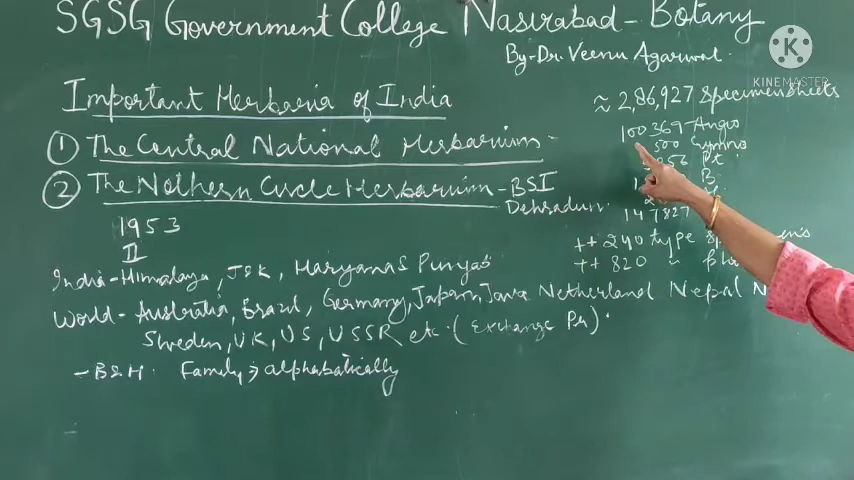 SGSG Government College Nasirabad - Botany
By- Dr. Veenu Agarwal.
KINEMASTER
Important Herbaria of India
① The Central National Herbarium -
② The Nothern Circle Herbarium - BSI
Dehradun.
1953
II
India - Himalaya, J&K, Haryana & Punjab
World - Australia, Brazil, Germany, Japan, Java Netherland Nepal N
Sweden, UK, US, USSR etc. (Exchange Pr).
- B&H. Family → alphabatically
≈ 2,86,927 Specimen sheets
100369 - Angio
500 Gymno
Pt.
B.
147827
++ 240 type
++ 820 "